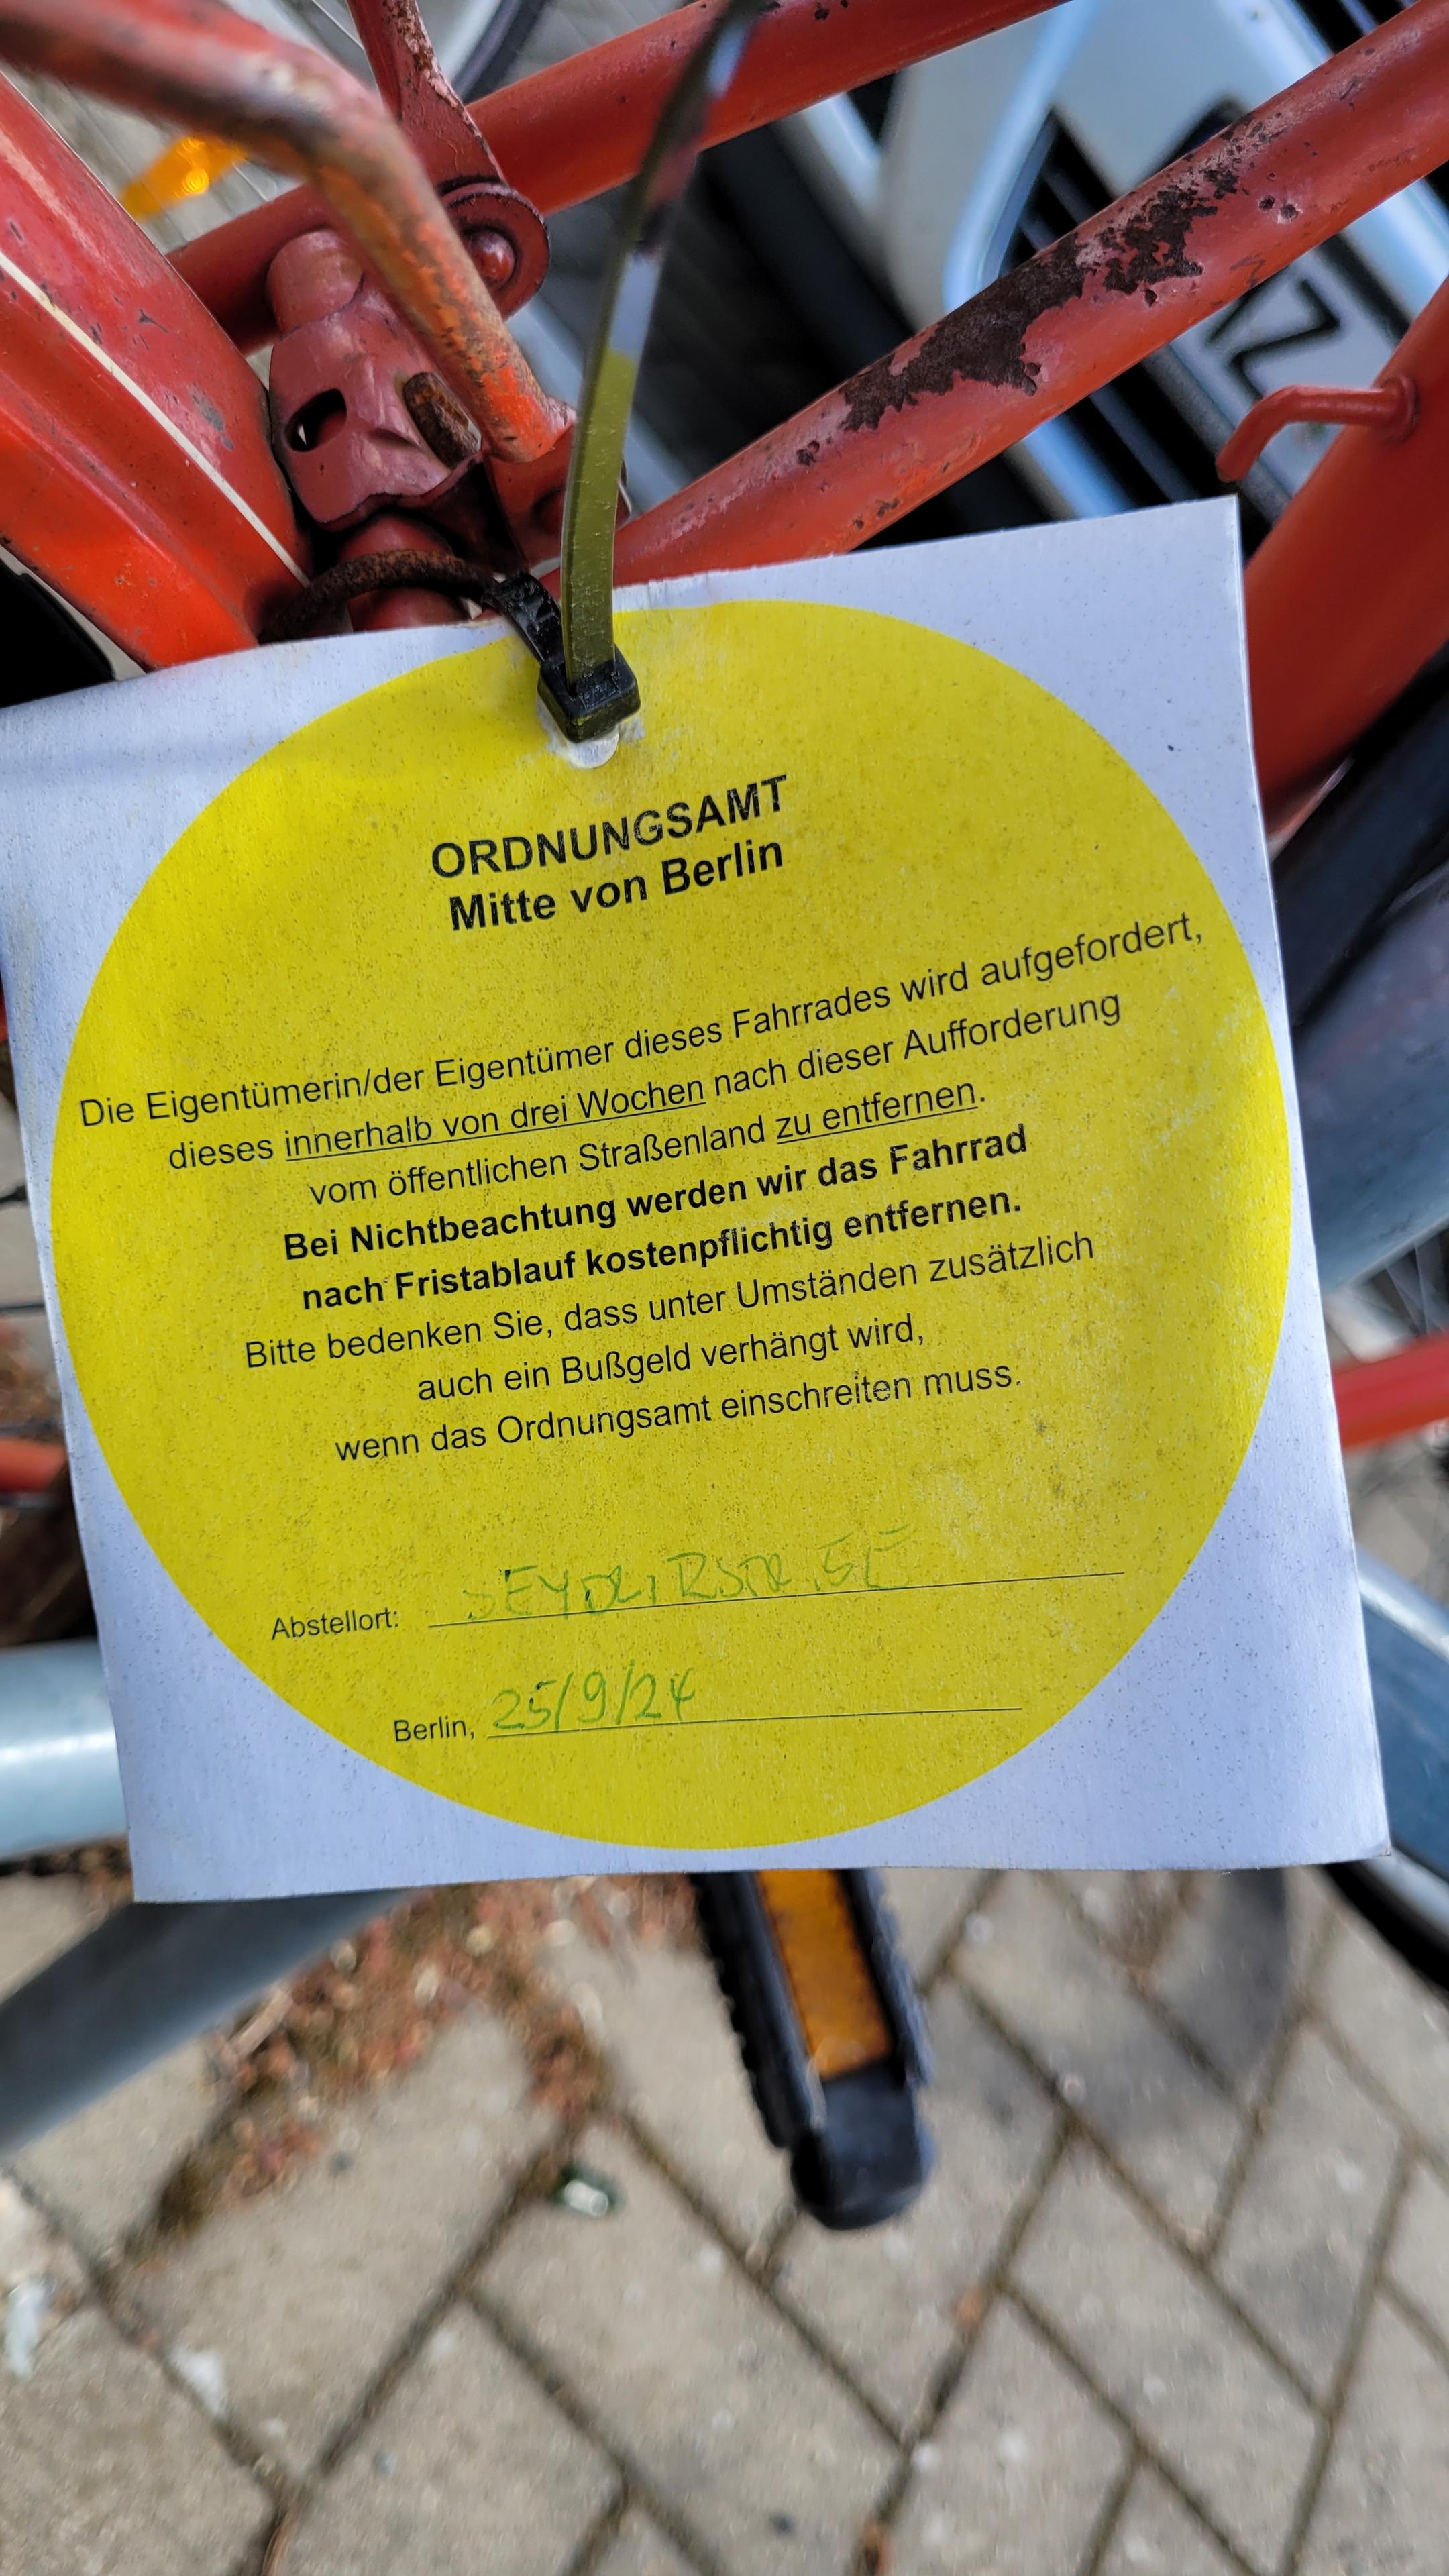 ORDNUNGSAMT
Mitte von Berlin
Die Eigentümerin/der Eigentümer dieses Fahrrades wird aufgefordert,
dieses innerhalb von drei Wochen nach dieser Aufforderung
vom öffentlichen Straßenland zu entfernen.
Bei Nichtbeachtung werden wir das Fahrrad
nach Fristablauf kostenpflichtig entfernen.
Bitte bedenken Sie, dass unter Umständen zusätzlich
auch ein Bußgeld verhängt wird,
wenn das Ordnungsamt einschreiten muss.
Abstellort:
Berlin, 25/9/24